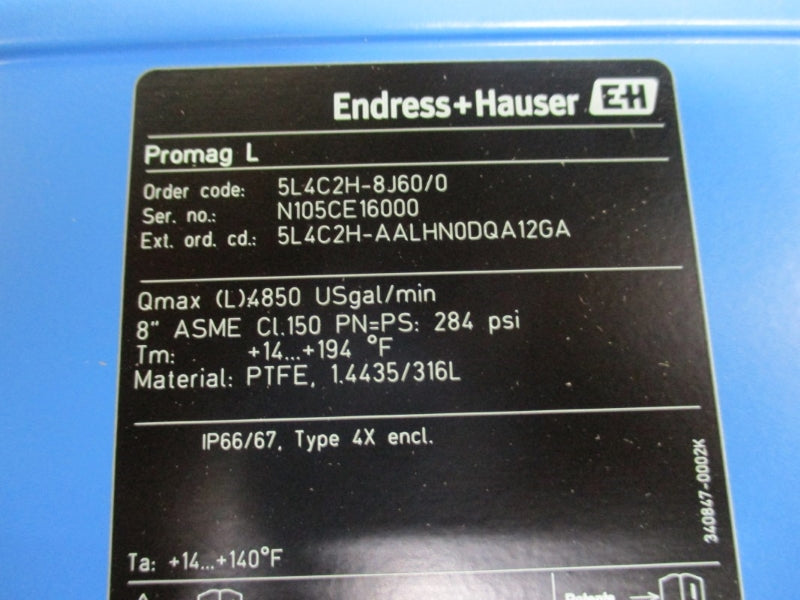 Endress+Hauser EH
Promag L
Order code: 5L4C2H-8J60/0
Ser. no.: N105CE16000
Ext. ord. cd.: 5L4C2H-AALHN0DQA12GA
Qmax (L):4850 USgal/min
8" ASME Cl.150 PN=PS: 284 psi
Tm: +14...+194 °F
Material: PTFE, 1.4435/316L
IP66/67, Type 4X encl.
340847-0002K
Ta: +14...+140°F
Patents